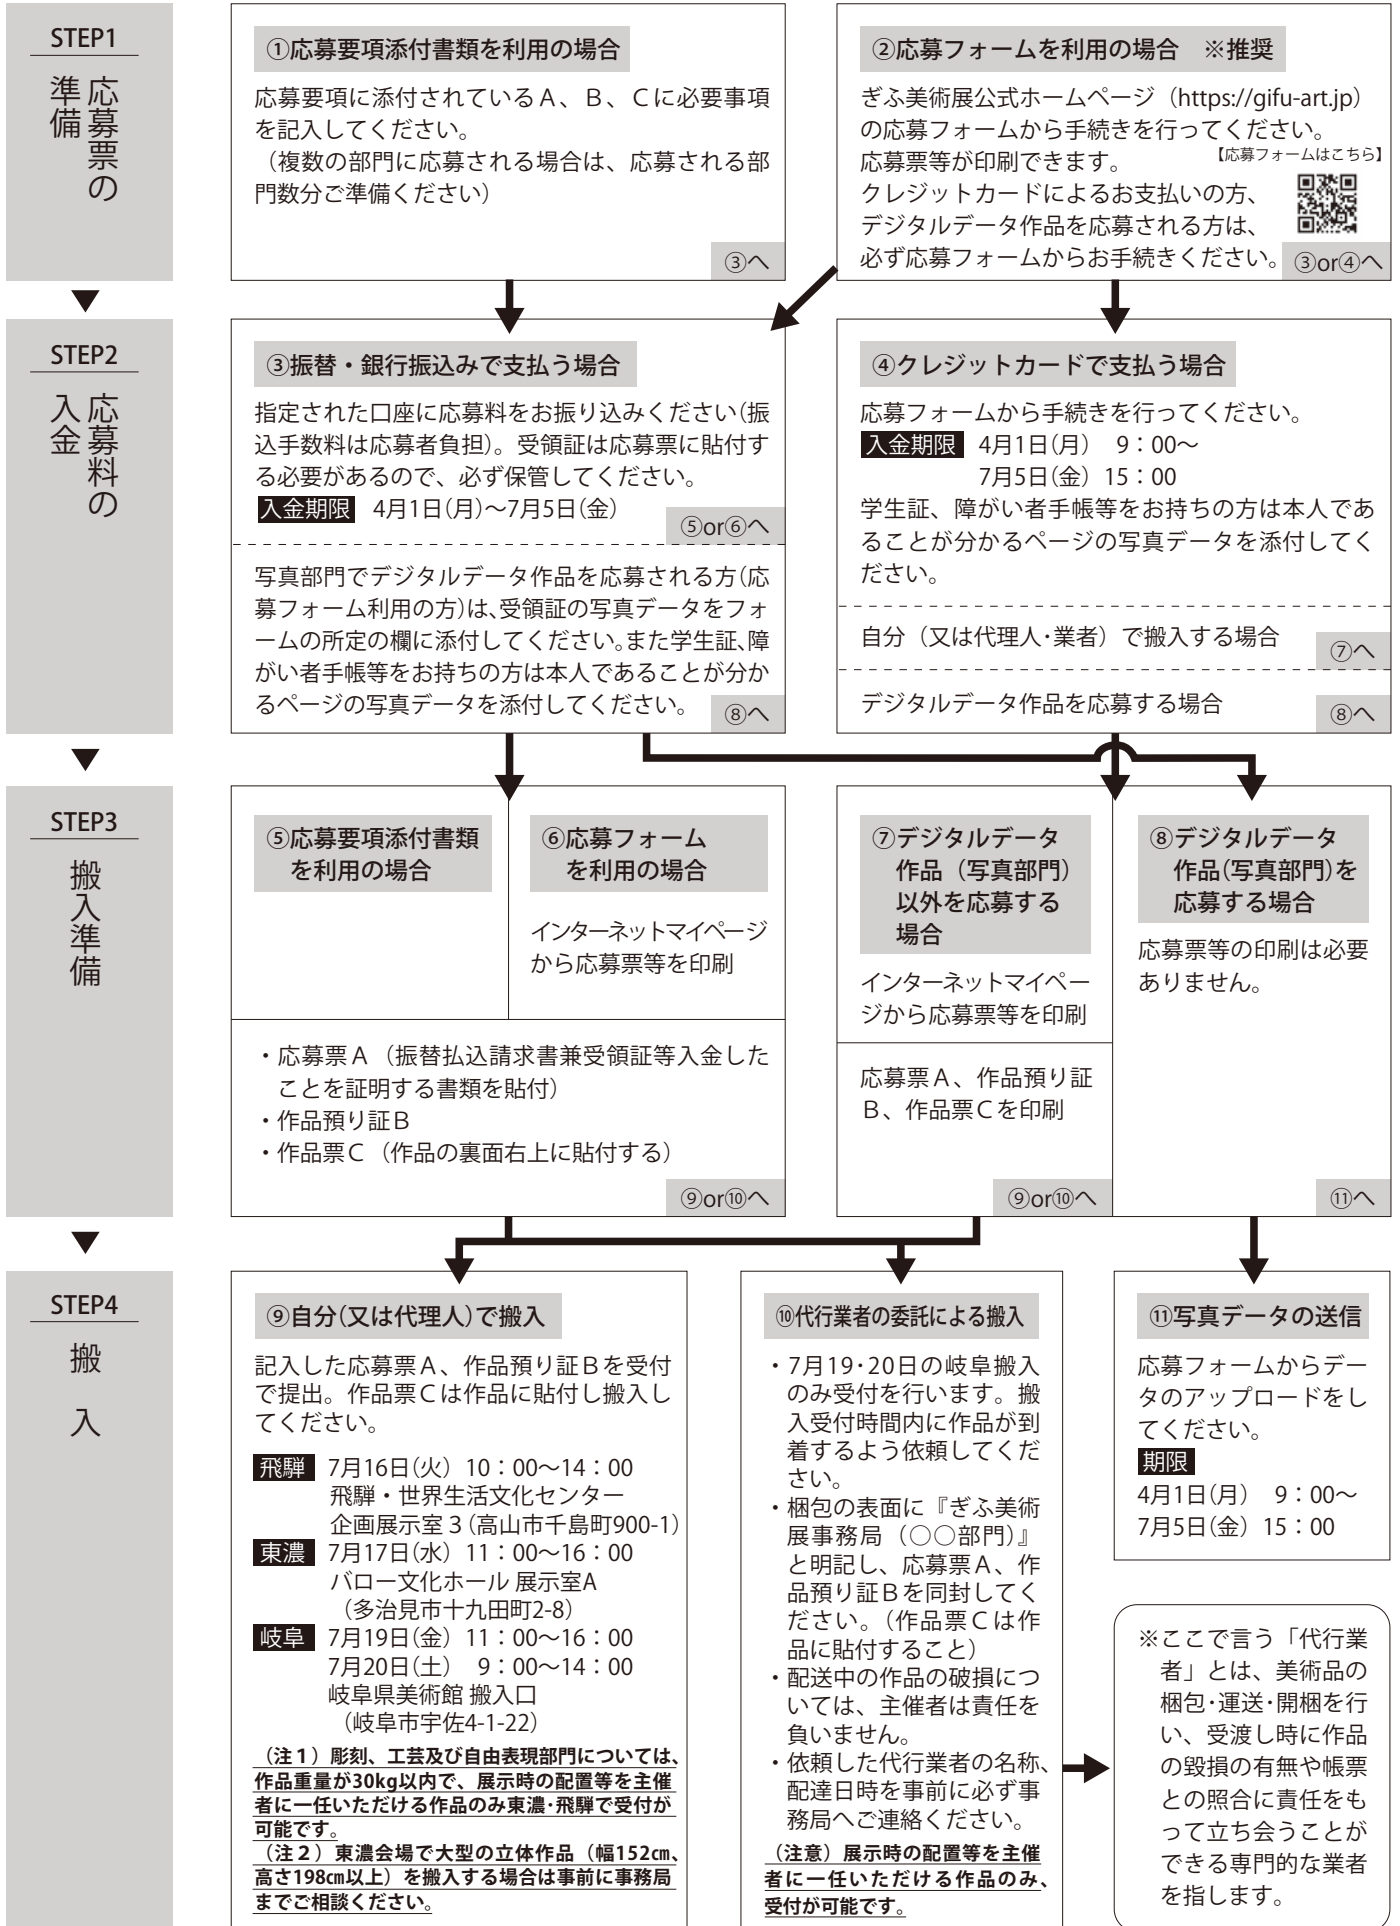 STEP1
応募票の
準備
①応募要項添付書類を利用の場合
応募要項に添付されているＡ、Ｂ、Ｃに必要事項
を記入してください。
（複数の部門に応募される場合は、応募される部
門数分ご準備ください）
③へ
②応募フォームを利用の場合　※推奨
ぎふ美術展公式ホームページ（https://gifu-art.jp）
の応募フォームから手続きを行ってください。
応募票等が印刷できます。
【応募フォームはこちら】
クレジットカードによるお支払いの方、
デジタルデータ作品を応募される方は、
必ず応募フォームからお手続きください。
③or④へ
STEP2
応募料の
入金
③振替・銀行振込みで支払う場合
指定された口座に応募料をお振り込みください(振
込手数料は応募者負担)。受領証は応募票に貼付す
る必要があるので、必ず保管してください。
入金期限　4月1日(月)～7月5日(金)
⑤or⑥へ
写真部門でデジタルデータ作品を応募される方(応
募フォーム利用の方)は、受領証の写真データをフォ
ームの所定の欄に添付してください。また学生証、障
がい者手帳等をお持ちの方は本人であることが分か
るページの写真データを添付してください。
⑧へ
④クレジットカードで支払う場合
応募フォームから手続きを行ってください。
入金期限　4月1日(月)　9：00～
7月5日(金)　15：00
学生証、障がい者手帳等をお持ちの方は本人であ
ることが分かるページの写真データを添付してく
ださい。
自分（又は代理人･業者）で搬入する場合
⑦へ
デジタルデータ作品を応募する場合
⑧へ
STEP3
搬入準備
⑤応募要項添付書類
を利用の場合
⑥応募フォーム
を利用の場合
インターネットマイページ
から応募票等を印刷
・応募票Ａ（振替払込請求書兼受領証等入金した
ことを証明する書類を貼付）
・作品預り証Ｂ
・作品票Ｃ（作品の裏面右上に貼付する）
⑨or⑩へ
⑦デジタルデータ
作品（写真部門）
以外を応募する
場合
インターネットマイペー
ジから応募票等を印刷
応募票Ａ、作品預り証
Ｂ、作品票Ｃを印刷
⑨or⑩へ
⑧デジタルデータ
作品(写真部門)を
応募する場合
応募票等の印刷は必要
ありません。
⑪へ
STEP4
搬入
⑨自分(又は代理人)で搬入
記入した応募票Ａ、作品預り証Ｂを受付
で提出。作品票Ｃは作品に貼付し搬入し
てください。
飛騨　7月16日(火)　10：00～14：00
飛騨・世界生活文化センター
企画展示室３(高山市千島町900-1)
東濃　7月17日(水)　11：00～16：00
バロー文化ホール 展示室A
（多治見市十九田町2-8）
岐阜　7月19日(金)　11：00～16：00
7月20日(土)　9：00～14：00
岐阜県美術館 搬入口
（岐阜市宇佐4-1-22）
（注１）彫刻、工芸及び自由表現部門については、
作品重量が30kg以内で、展示時の配置等を主催
者に一任いただける作品のみ東濃･飛騨で受付が
可能です。
（注２）東濃会場で大型の立体作品（幅152㎝、
高さ198㎝以上）を搬入する場合は事前に事務局
までご相談ください。
⑩代行業者の委託による搬入
・7月19･20日の岐阜搬入
のみ受付を行います。搬
入受付時間内に作品が到
着するよう依頼してくだ
さい。
・梱包の表面に『ぎふ美術
展事務局（○○部門）』
と明記し、応募票Ａ、作
品預り証Ｂを同封してく
ださい。(作品票Ｃは作
品に貼付すること)
・配送中の作品の破損につ
いては、主催者は責任を
負いません。
・依頼した代行業者の名称、
配達日時を事前に必ず事
務局へご連絡ください。
（注意）展示時の配置等を主催
者に一任いただける作品のみ、
受付が可能です。
⑪写真データの送信
応募フォームからデー
タのアップロードをし
てください。
期限
4月1日(月)　9：00～
7月5日(金)　15：00
※ここで言う「代行業
者」とは、美術品の
梱包･運送･開梱を行
い、受渡し時に作品
の毀損の有無や帳票
との照合に責任をも
って立ち会うことが
できる専門的な業者
を指します。